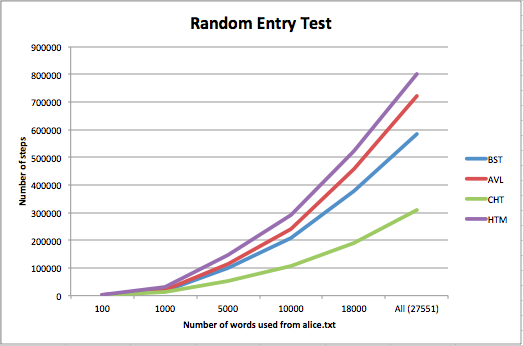 Random Entry Test
Number of steps
900000
800000
700000
600000
500000
400000
300000
200000
100000
0
100 1000 5000 10000 18000 All (27551)
Number of words used from alice.txt
BST
AVL
CHT
HTM